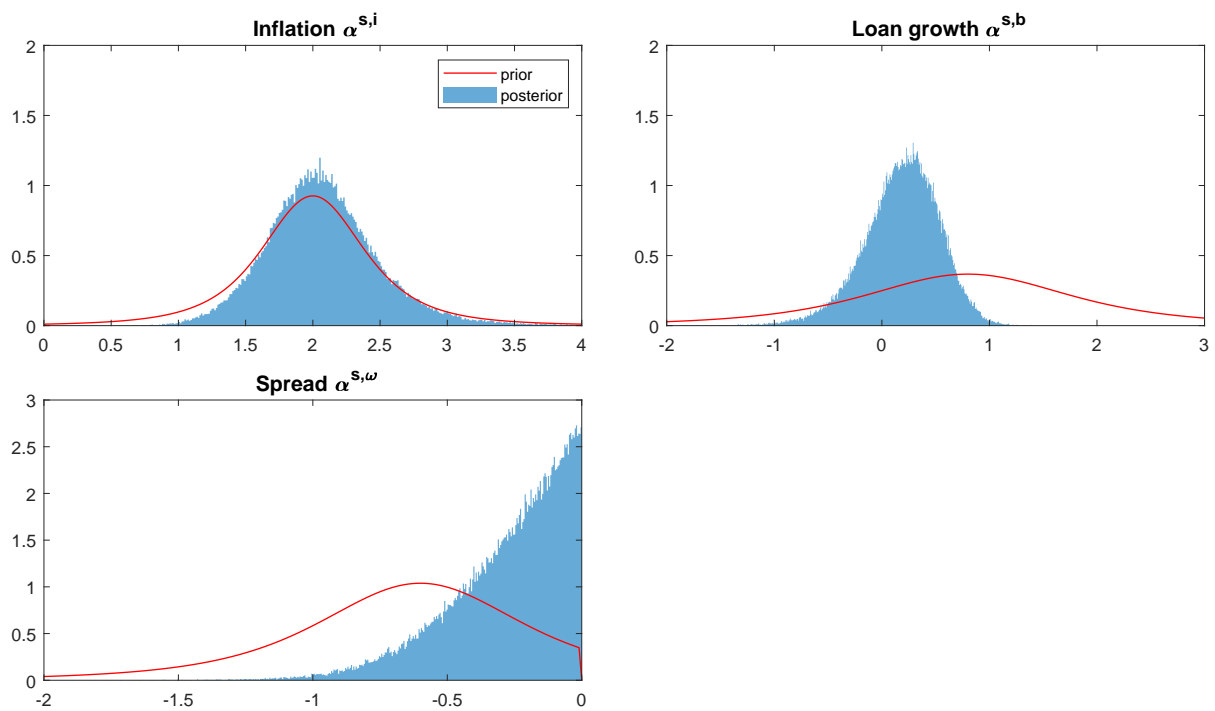 Inflation α^{s,i}
2
1.5
1
0.5
0
0 0.5 1 1.5 2 2.5 3 3.5 4
prior
posterior
Loan growth α^{s,b}
2
1.5
1
0.5
0
-2 -1 0 1 2 3
Spread α^{s,ω}
3
2.5
2
1.5
1
0.5
0
-2 -1.5 -1 -0.5 0